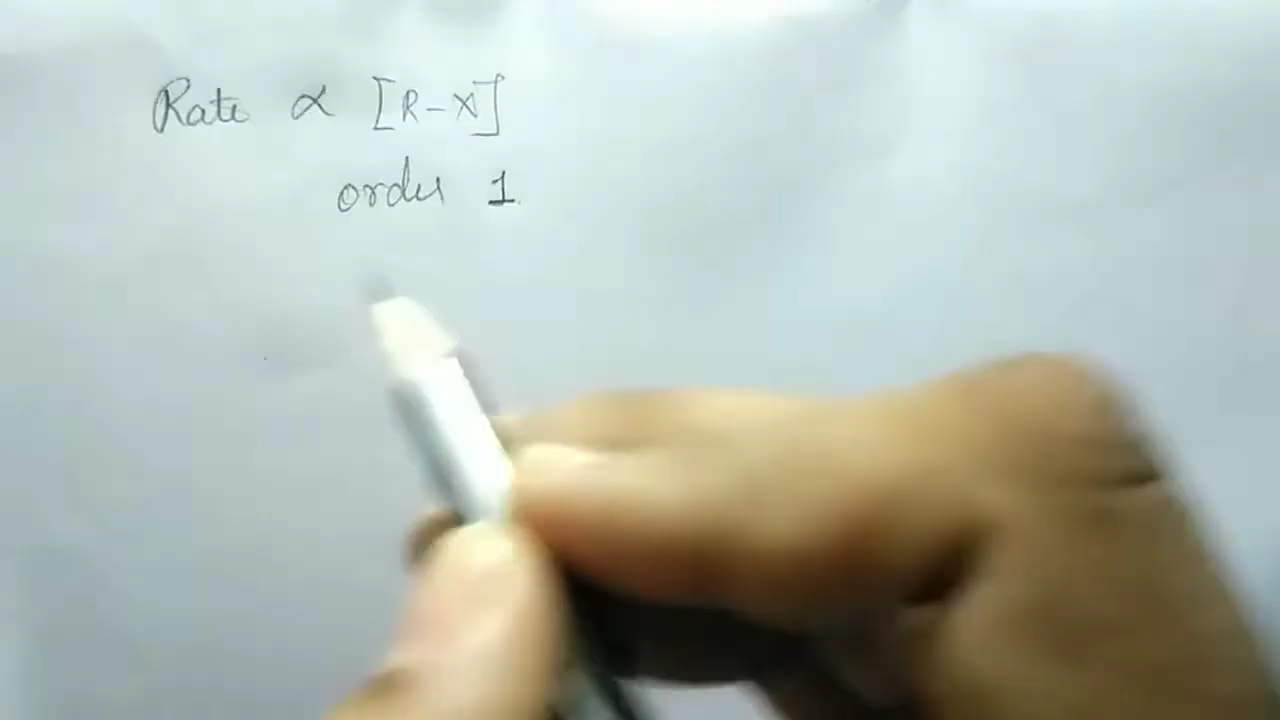 Rate ∝ [R-X]
order 1